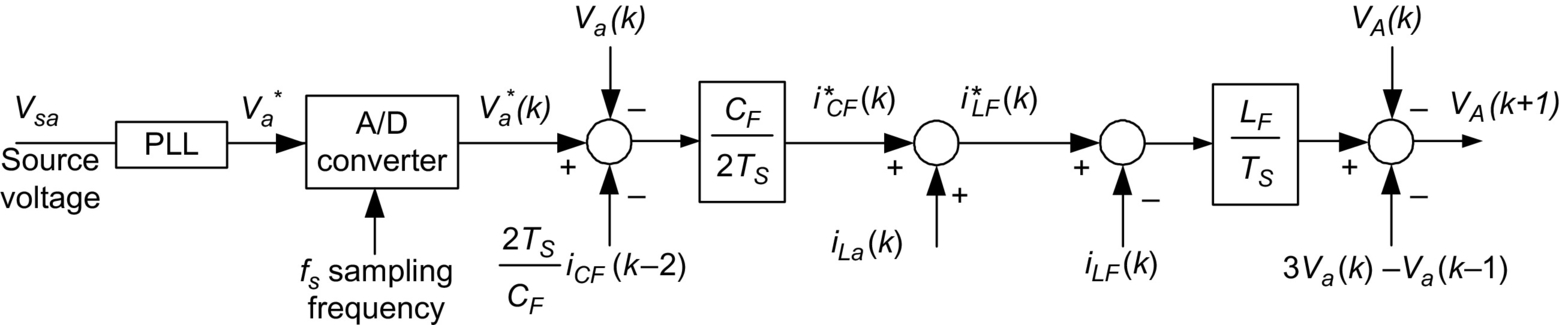 V_a(k)
V_A(k)
V_sa
V_a^*
A/D
converter
V_a^*(k)
–
C_F
2T_S
i^*_CF(k)
i^*_LF(k)
L_F
T_S
–
V_A(k+1)
PLL
Source
voltage
+
–
+
+
+
–
+
–
2T_S
C_F
i_CF(k–2)
i_La(k)
i_LF(k)
3V_a(k) –V_a(k–1)
f_s sampling
frequency